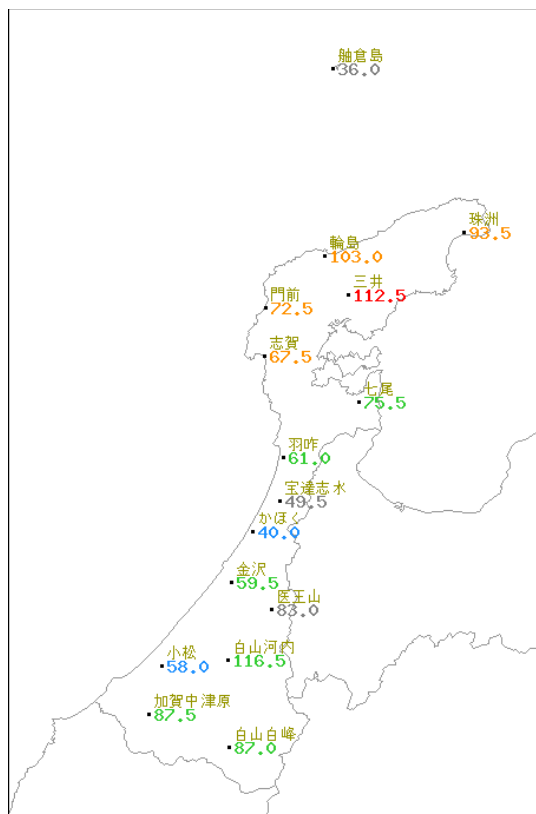 舳倉島
36.0
珠洲
93.5
輪島
103.0
三井
112.5
門前
72.5
志賀
67.5
七尾
75.5
羽咋
61.0
宝達志水
49.5
かほく
40.0
金沢
59.5
医王山
83.0
白山河内
116.5
小松
58.0
加賀中津原
87.5
白山白峰
87.0